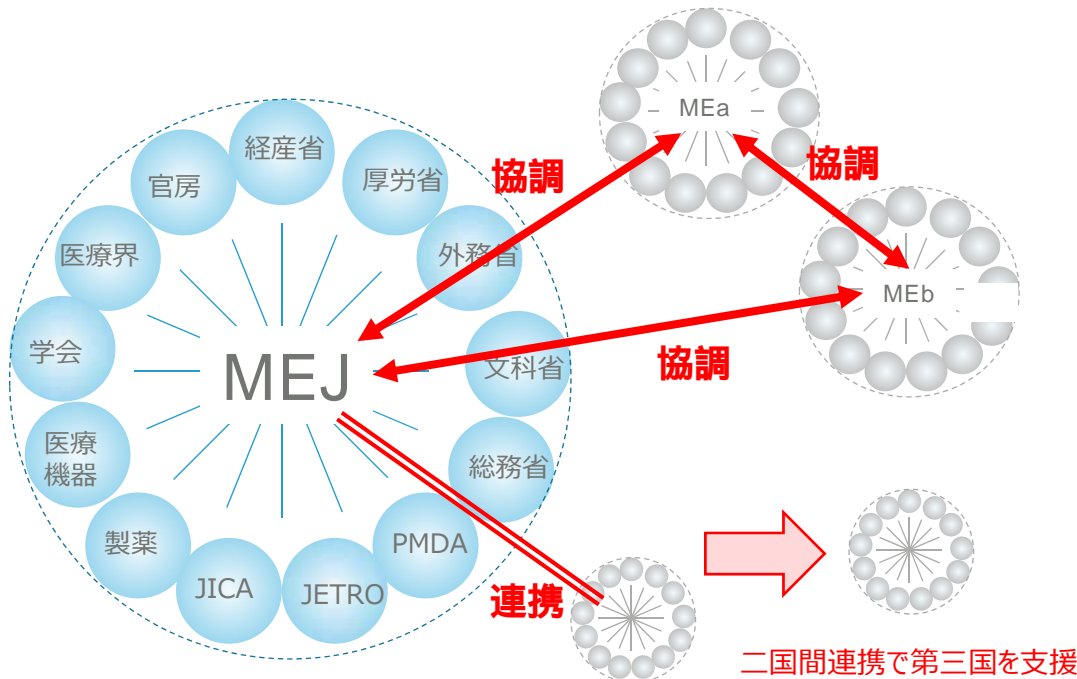 経産省
官房
厚労省
医療界
外務省
学会
MEJ
文科省
医療
機器
総務省
製薬
PMDA
JICA
JETRO
協調
MEa
協調
MEb
協調
連携
二国間連携で第三国を支援